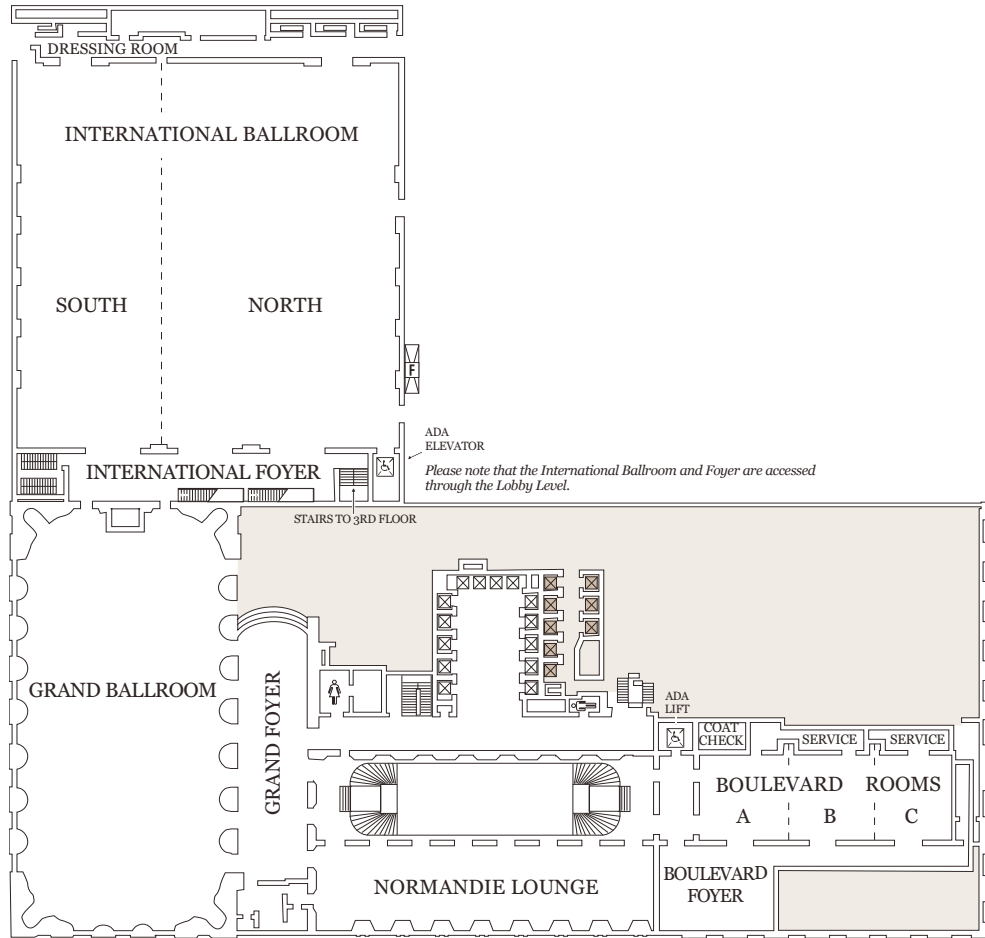 DRESSING ROOM
INTERNATIONAL BALLROOM
SOUTH
NORTH
F
ADA
ELEVATOR
Please note that the International Ballroom and Foyer are accessed
through the Lobby Level.
INTERNATIONAL FOYER
STAIRS TO 3RD FLOOR
GRAND BALLROOM
GRAND FOYER
ADA
LIFT
COAT
CHECK
SERVICE
SERVICE
BOULEVARD ROOMS
A B C
NORMANDIE LOUNGE
BOULEVARD
FOYER